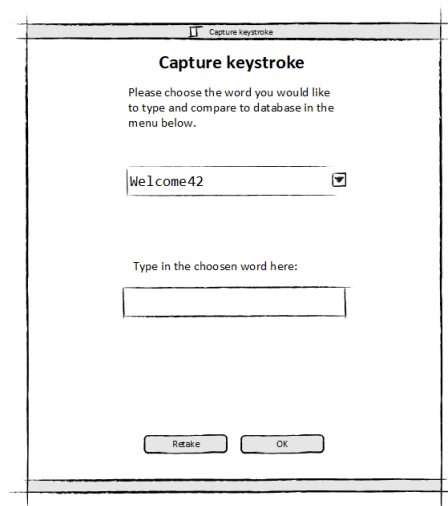 Capture keystroke
Capture keystroke
Please choose the word you would like
to type and compare to database in the
menu below.
Welcome42
Type in the choosen word here:
Retake
OK